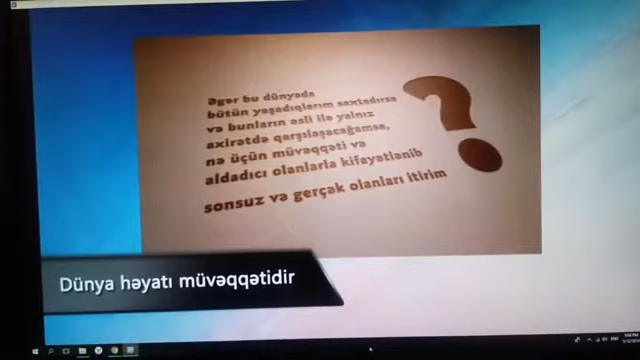 Əgər bu dünyada
bütün yaşadıqlarım saxtadırsa
və bunların əsli ilə yalnız
axirətdə qarşılaşacağamsa,
nə üçün müvəqqəti və
aldadıcı olanlarla kifayətlənib
sonsuz və gerçək olanları itirim
?
Dünya həyatı müvəqqətidir
ENG